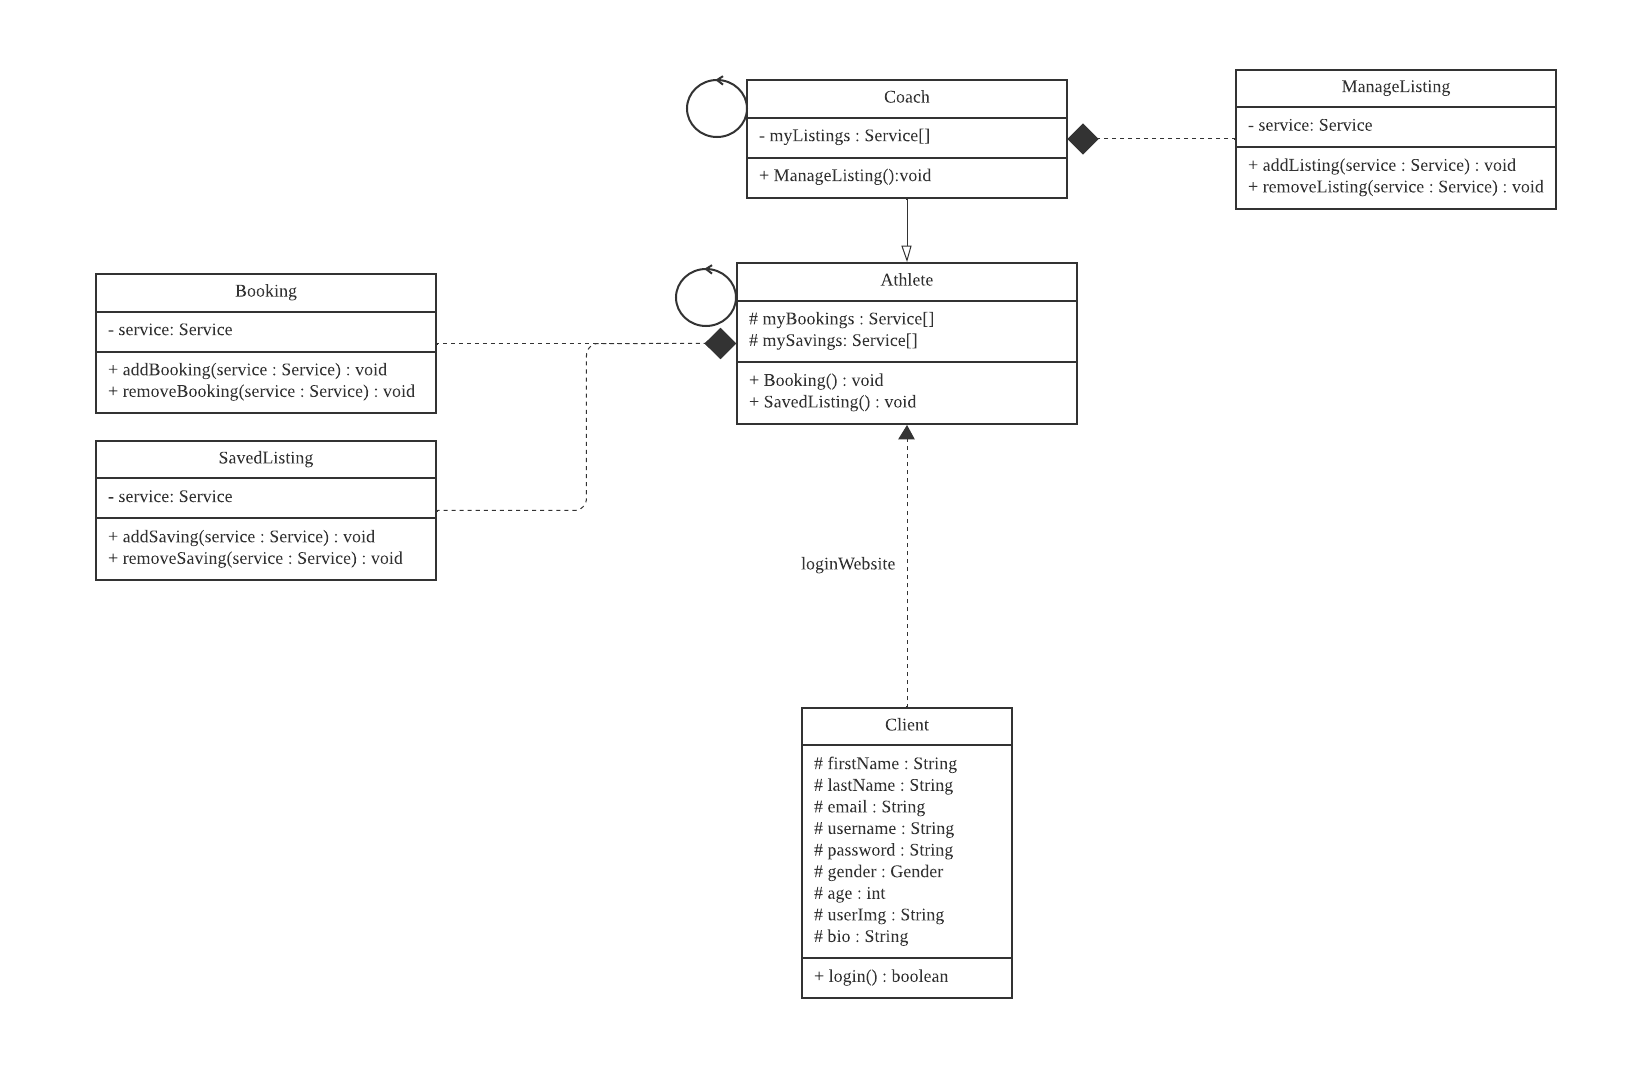 Coach
- myListings : Service[]
+ ManageListing():void
ManageListing
- service: Service
+ addListing(service : Service) : void
+ removeListing(service : Service) : void
Booking
- service: Service
+ addBooking(service : Service) : void
+ removeBooking(service : Service) : void
Athlete
# myBookings : Service[]
# mySavings: Service[]
+ Booking() : void
+ SavedListing() : void
SavedListing
- service: Service
+ addSaving(service : Service) : void
+ removeSaving(service : Service) : void
loginWebsite
Client
# firstName : String
# lastName : String
# email : String
# username : String
# password : String
# gender : Gender
# age : int
# userImg : String
# bio : String
+ login() : boolean